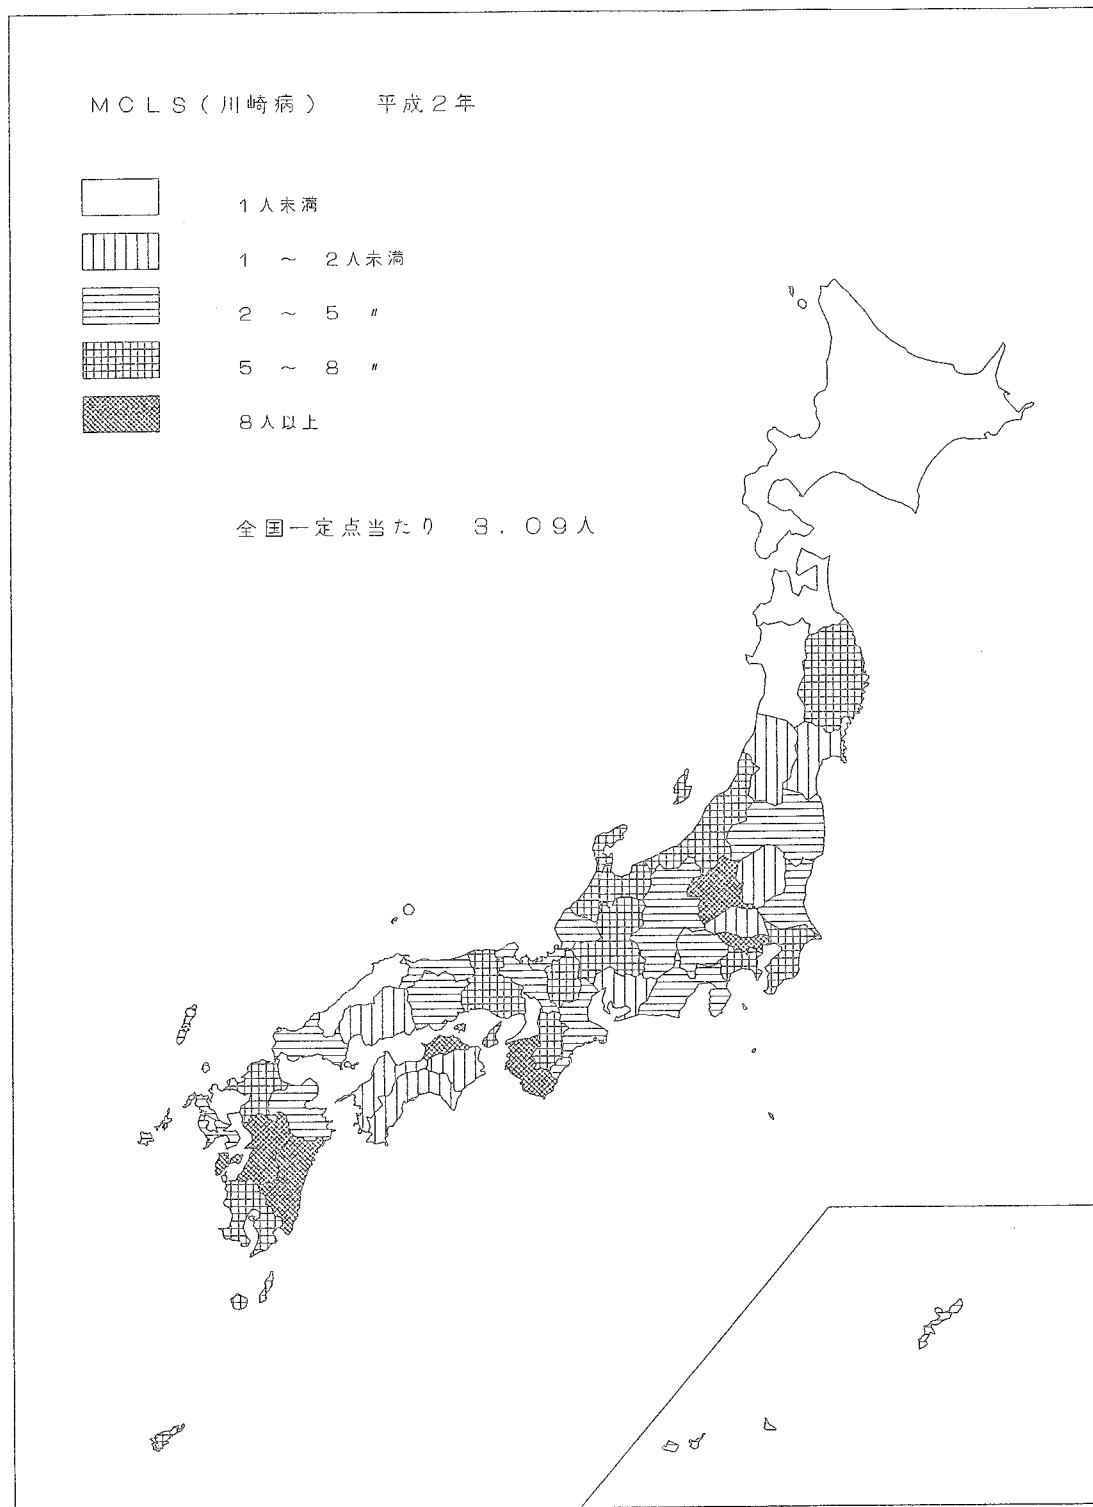 MCLS(川崎病) 平成2年
1人未満
1 ~ 2人未満
2 ~ 5 〃
5 ~ 8 〃
8人以上
全国一定点当たり 3.09人